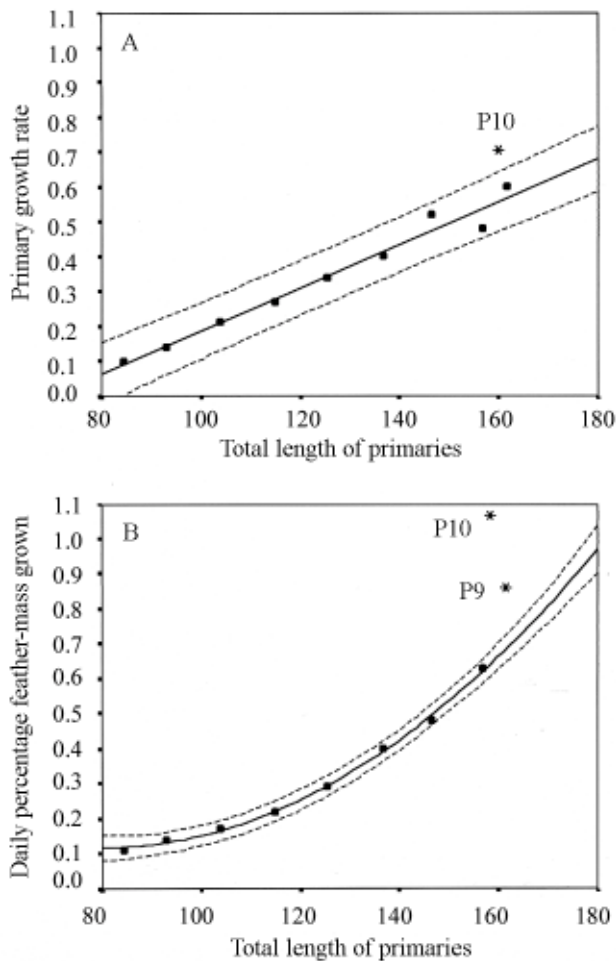 A
P10
Primary growth rate
1.1
1.0
0.9
0.8
0.7
0.6
0.5
0.4
0.3
0.2
0.1
0.0
80 100 120 140 160 180
Total length of primaries
B
P10
P9
Daily percentage feather-mass grown
1.1
1.0
0.9
0.8
0.7
0.6
0.5
0.4
0.3
0.2
0.1
0.0
80 100 120 140 160 180
Total length of primaries